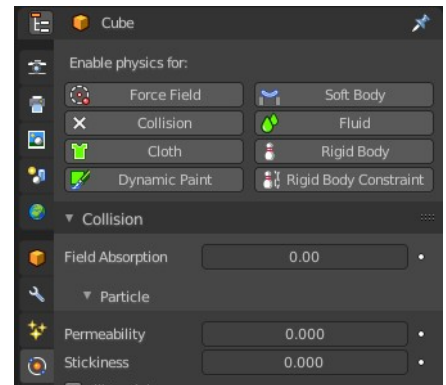 Cube
Enable physics for:
Force Field Soft Body
Collision Fluid
Cloth Rigid Body
Dynamic Paint Rigid Body Constraint
Collision
Field Absorption 0.00
Particle
Permeability 0.000
Stickiness 0.000